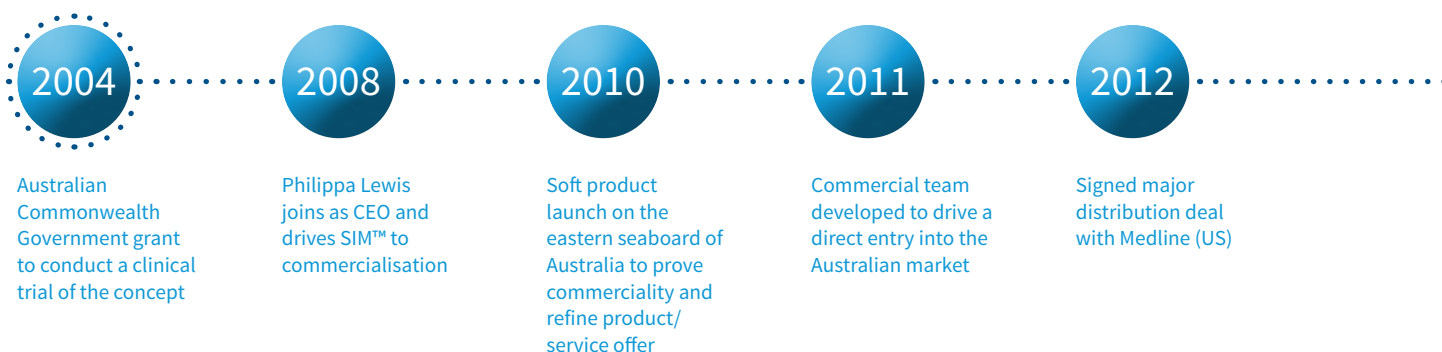 2004
Australian
Commonwealth
Government grant
to conduct a clinical
trial of the concept
2008
Philippa Lewis
joins as CEO and
drives SIM™ to
commercialisation
2010
Soft product
launch on the
eastern seaboard of
Australia to prove
commerciality and
refine product/
service offer
2011
Commercial team
developed to drive a
direct entry into the
Australian market
2012
Signed major
distribution deal
with Medline (US)